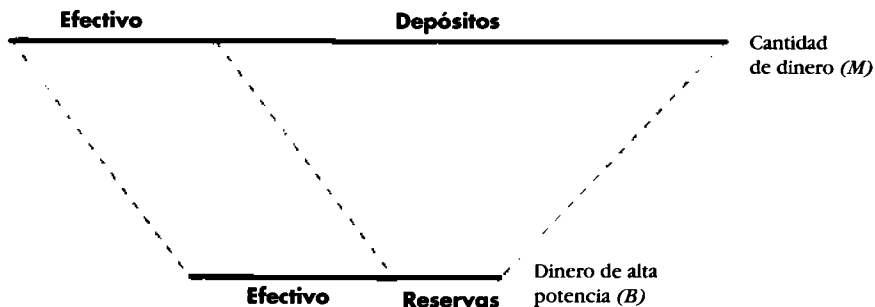 Efectivo
Depósitos
Cantidad
de dinero (M)
Dinero de alta
potencia (B)
Efectivo
Reservas